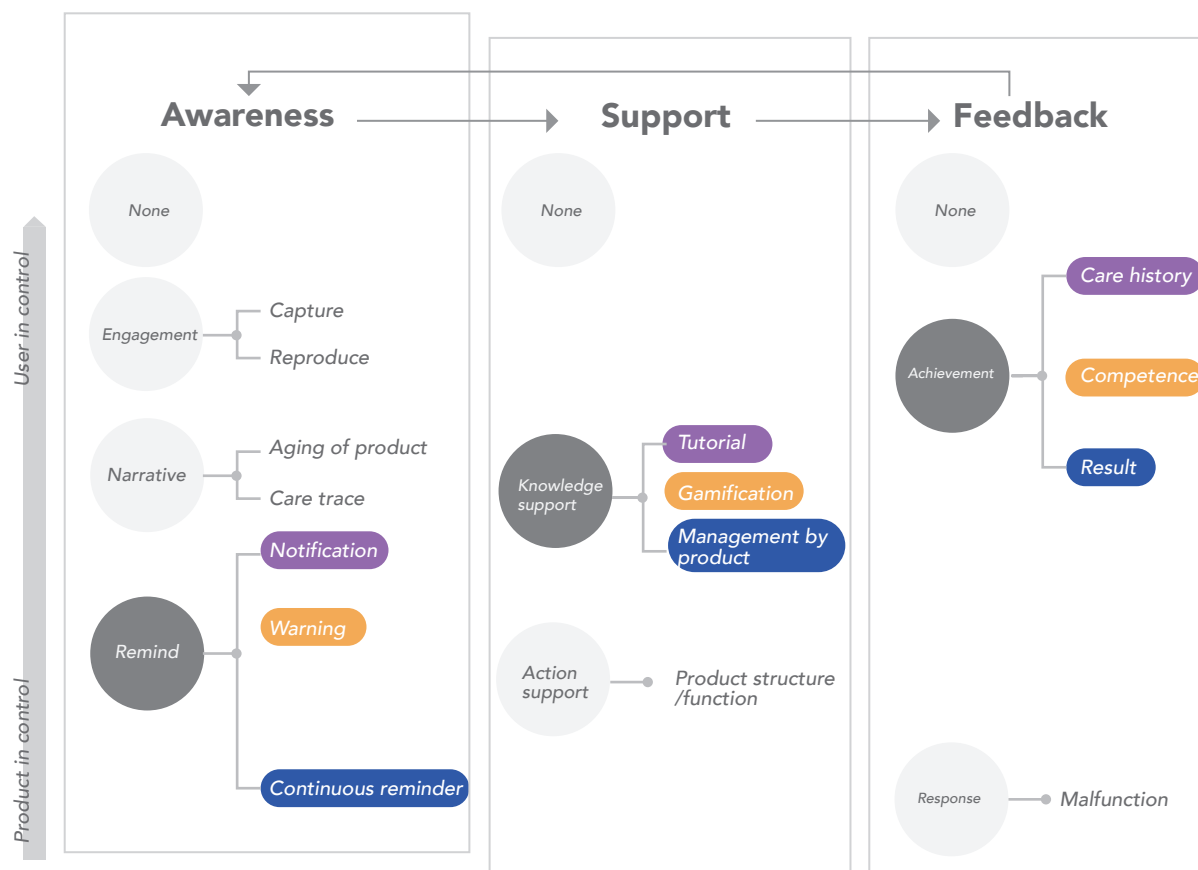 Awareness
Support
Feedback
User in control
Product in control
None
Engagement
Capture
Reproduce
Narrative
Aging of product
Care trace
Remind
Notification
Warning
Continuous reminder
None
Knowledge
support
Tutorial
Gamification
Management by
product
Action
support
Product structure
/function
None
Achievement
Care history
Competence
Result
Response
Malfunction